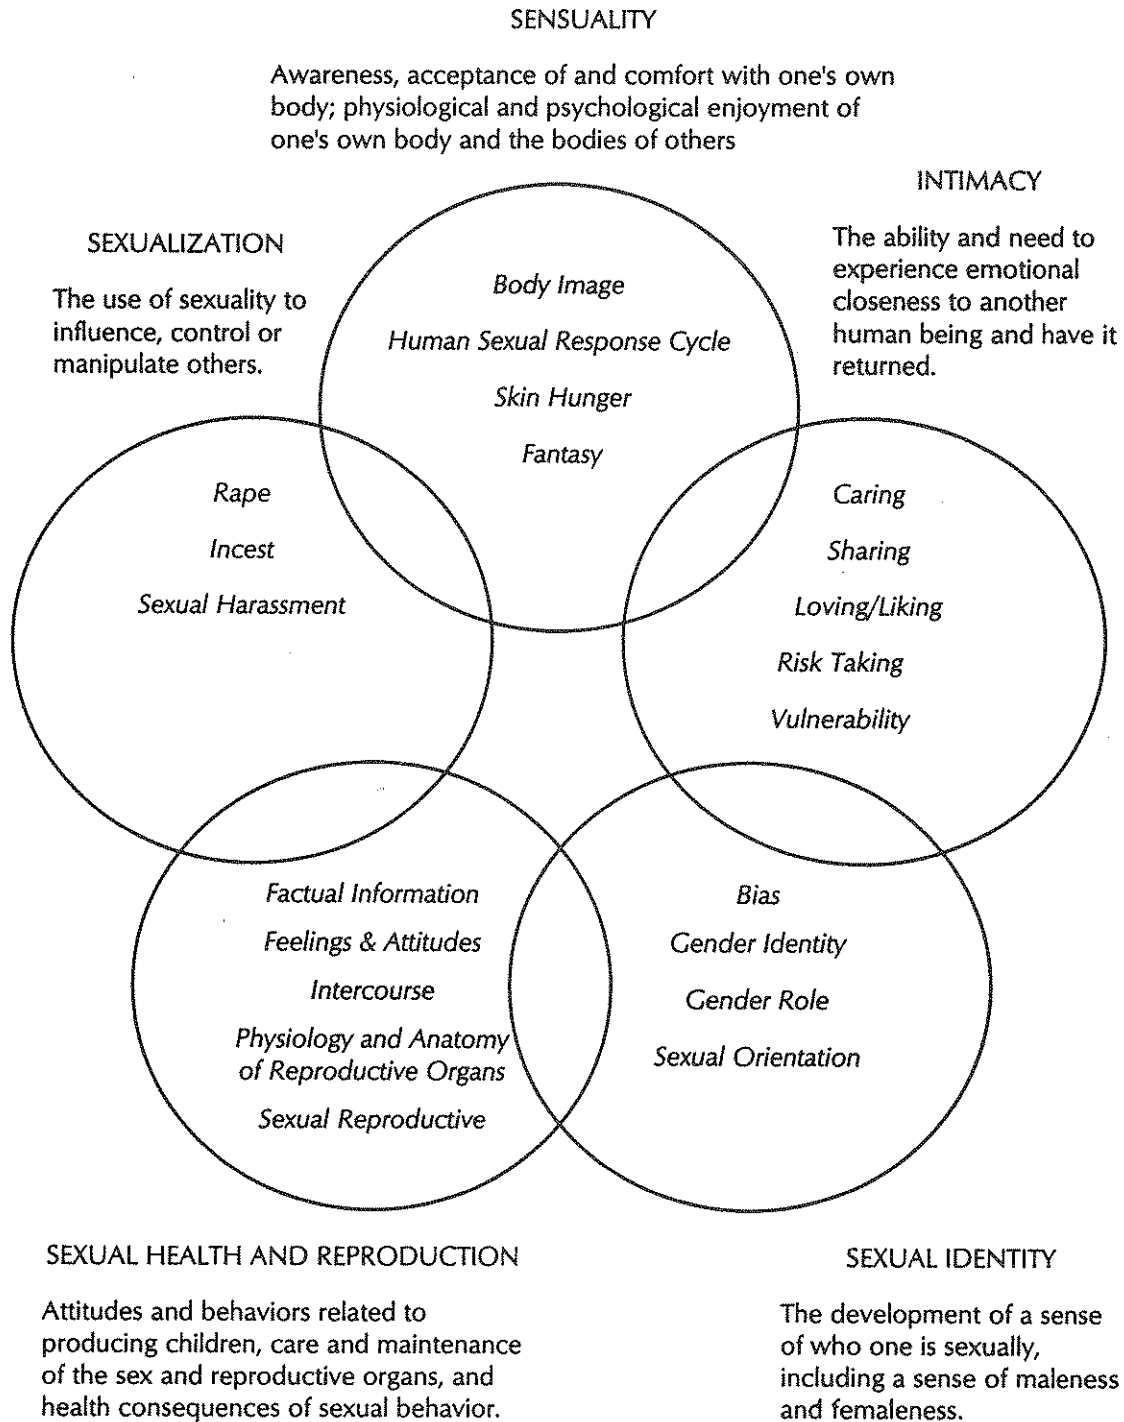 SENSUALITY
Awareness, acceptance of and comfort with one's own
body; physiological and psychological enjoyment of
one's own body and the bodies of others
INTIMACY
The ability and need to
experience emotional
closeness to another
human being and have it
returned.
SEXUALIZATION
The use of sexuality to
influence, control or
manipulate others.
Body Image
Human Sexual Response Cycle
Skin Hunger
Fantasy
Rape
Incest
Sexual Harassment
Caring
Sharing
Loving/Liking
Risk Taking
Vulnerability
Factual Information
Feelings & Attitudes
Intercourse
Physiology and Anatomy
of Reproductive Organs
Sexual Reproductive
Bias
Gender Identity
Gender Role
Sexual Orientation
SEXUAL HEALTH AND REPRODUCTION
Attitudes and behaviors related to
producing children, care and maintenance
of the sex and reproductive organs, and
health consequences of sexual behavior.
SEXUAL IDENTITY
The development of a sense
of who one is sexually,
including a sense of maleness
and femaleness.